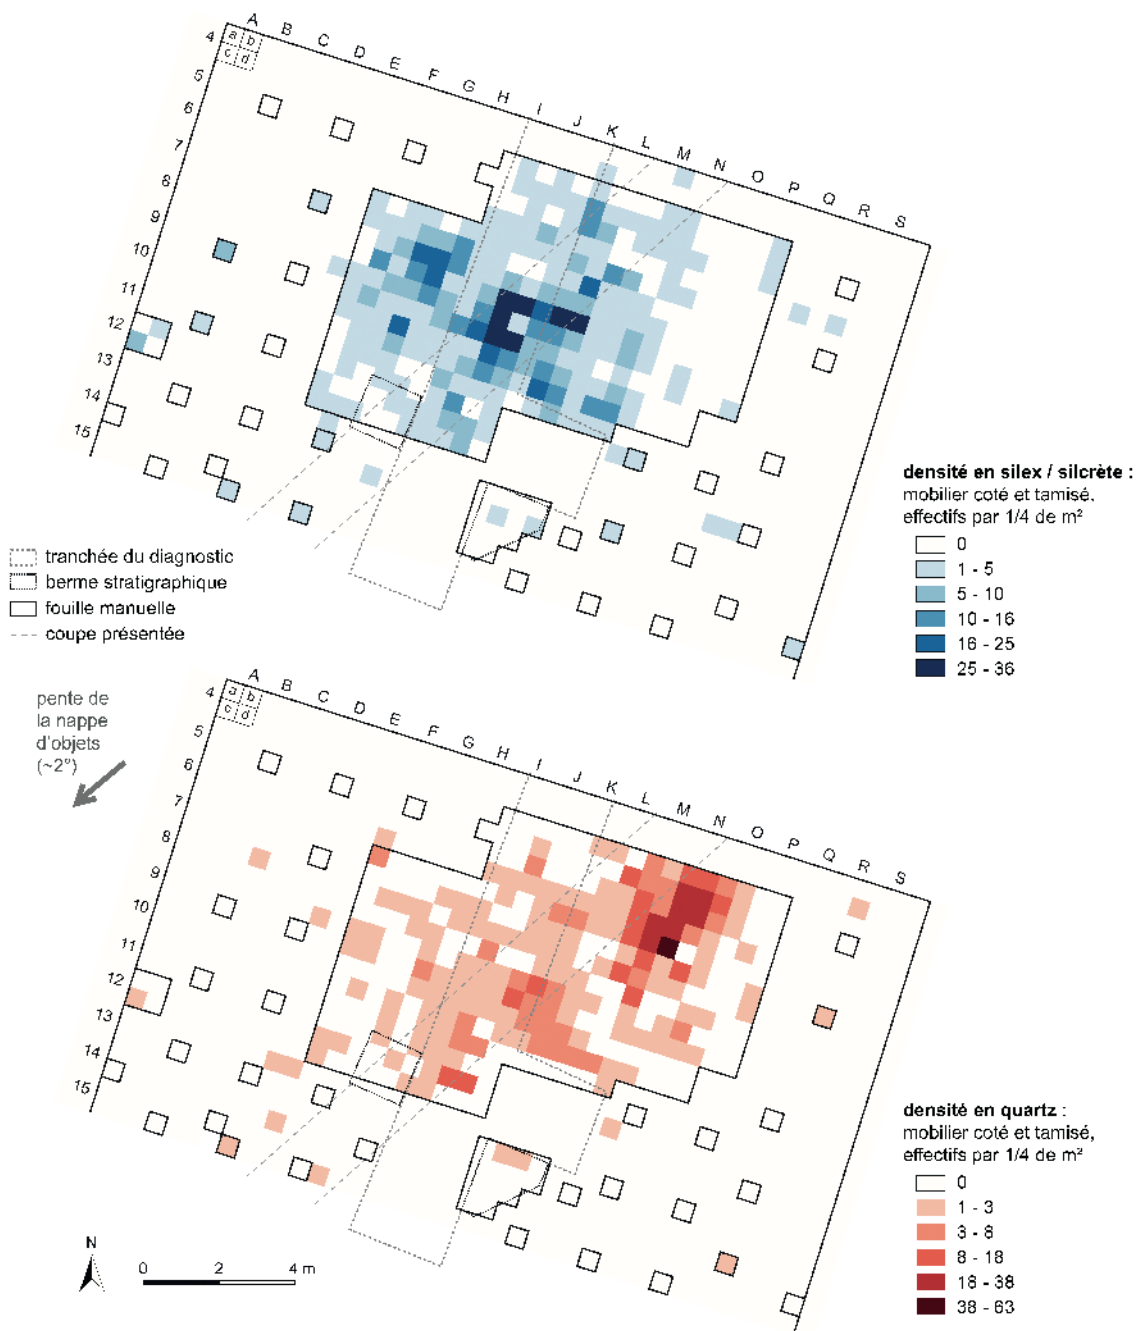 A B C D E F G H I J K L M N O P Q R S
4
5
6
7
8
9
10
11
12
13
14
15
a b
c d
densité en silex / silcrète :
mobilier coté et tamisé,
effectifs par 1/4 de m²
0
1 - 5
5 - 10
10 - 16
16 - 25
25 - 36
tranchée du diagnostic
berme stratigraphique
fouille manuelle
coupe présentée
pente de
la nappe
d'objets
(~2°)
A B C D E F G H I J K L M N O P Q R S
4
5
6
7
8
9
10
11
12
13
14
15
a b
c d
densité en quartz :
mobilier coté et tamisé,
effectifs par 1/4 de m²
0
1 - 3
3 - 8
8 - 18
18 - 38
38 - 63
N
0 2 4 m